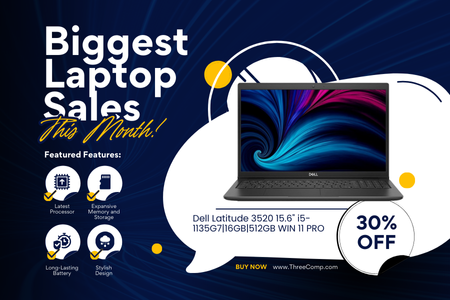 Biggest
Laptop
Sales
This Month!
Featured Features:
Latest
Processor
Expansive
Memory and
Storage
Long-Lasting
Battery
Stylish
Design
DELL
Dell Latitude 3520 15.6" i5-
1135G7|16GB|512GB WIN 11 PRO
30%
OFF
BUY NOW www.ThreeComp.com